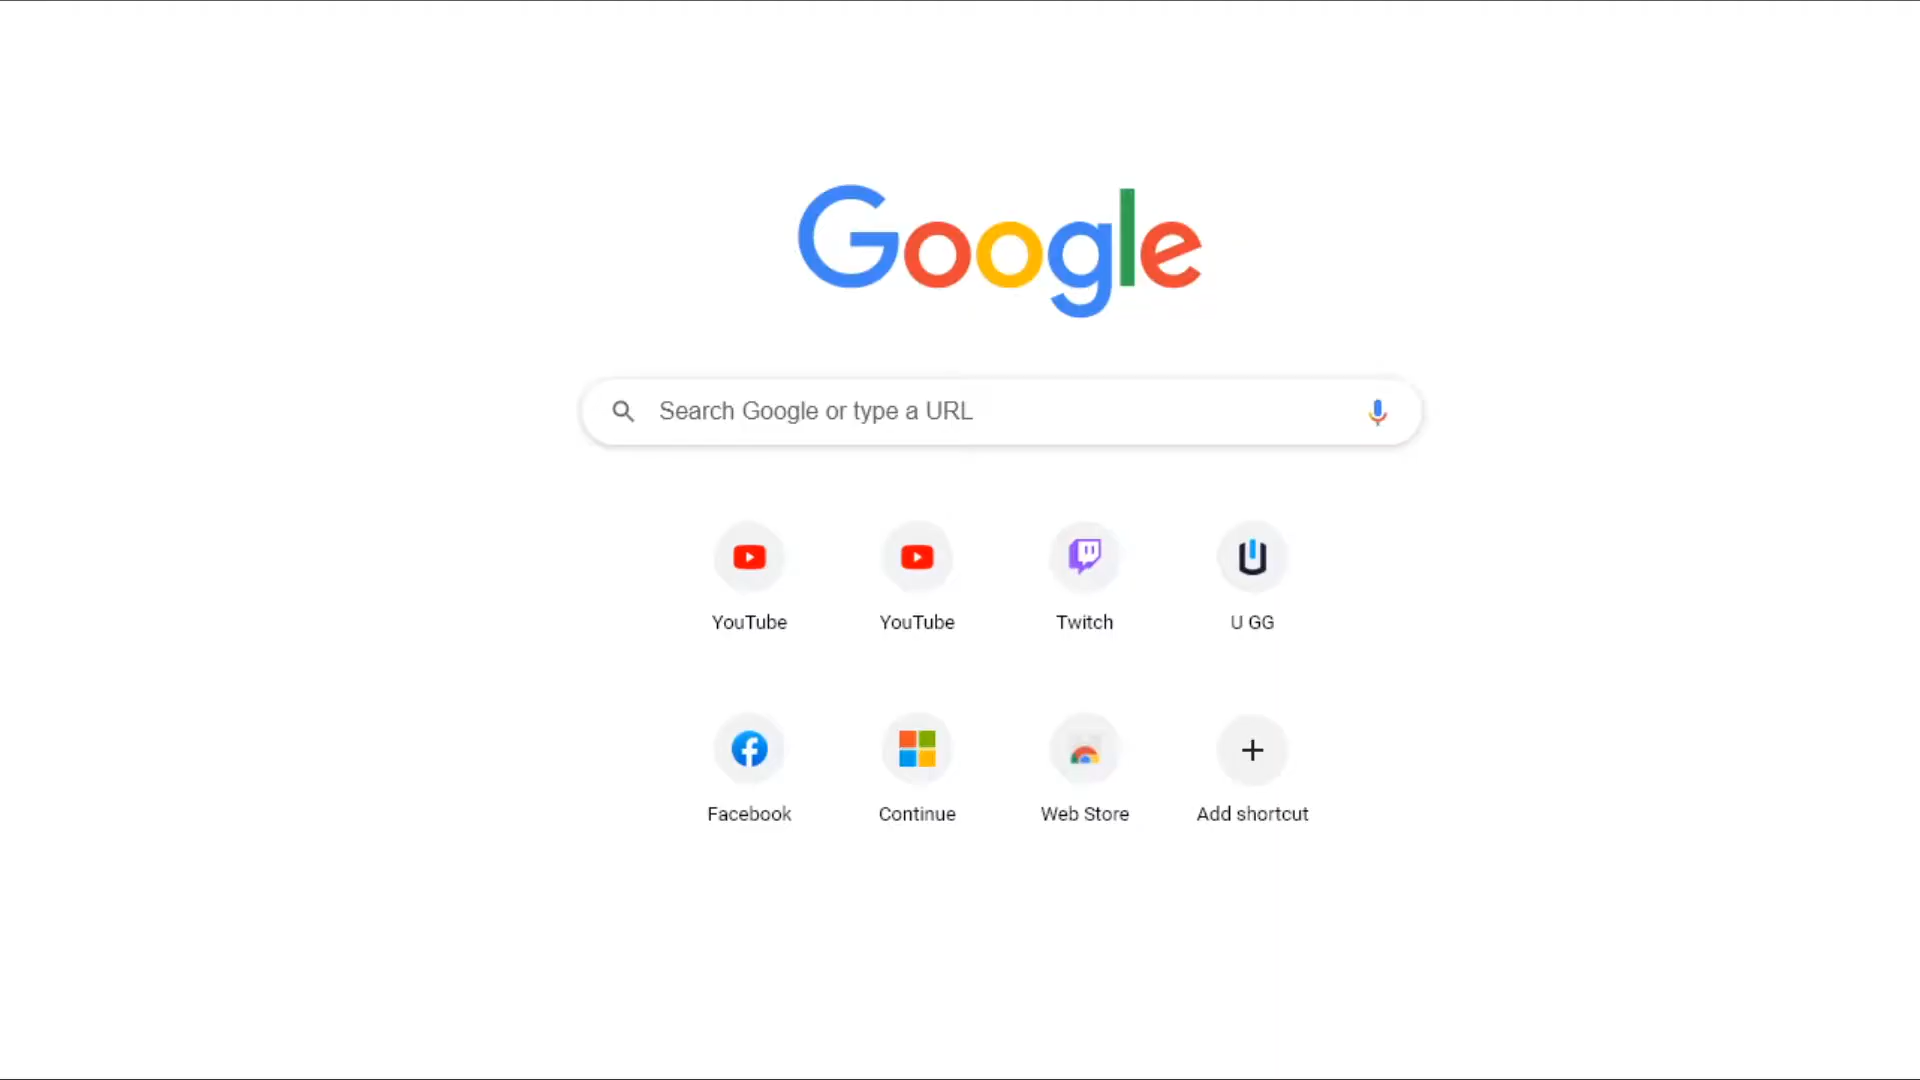 Google
Search Google or type a URL
YouTube
YouTube
Twitch
U GG
Facebook
Continue
Web Store
Add shortcut